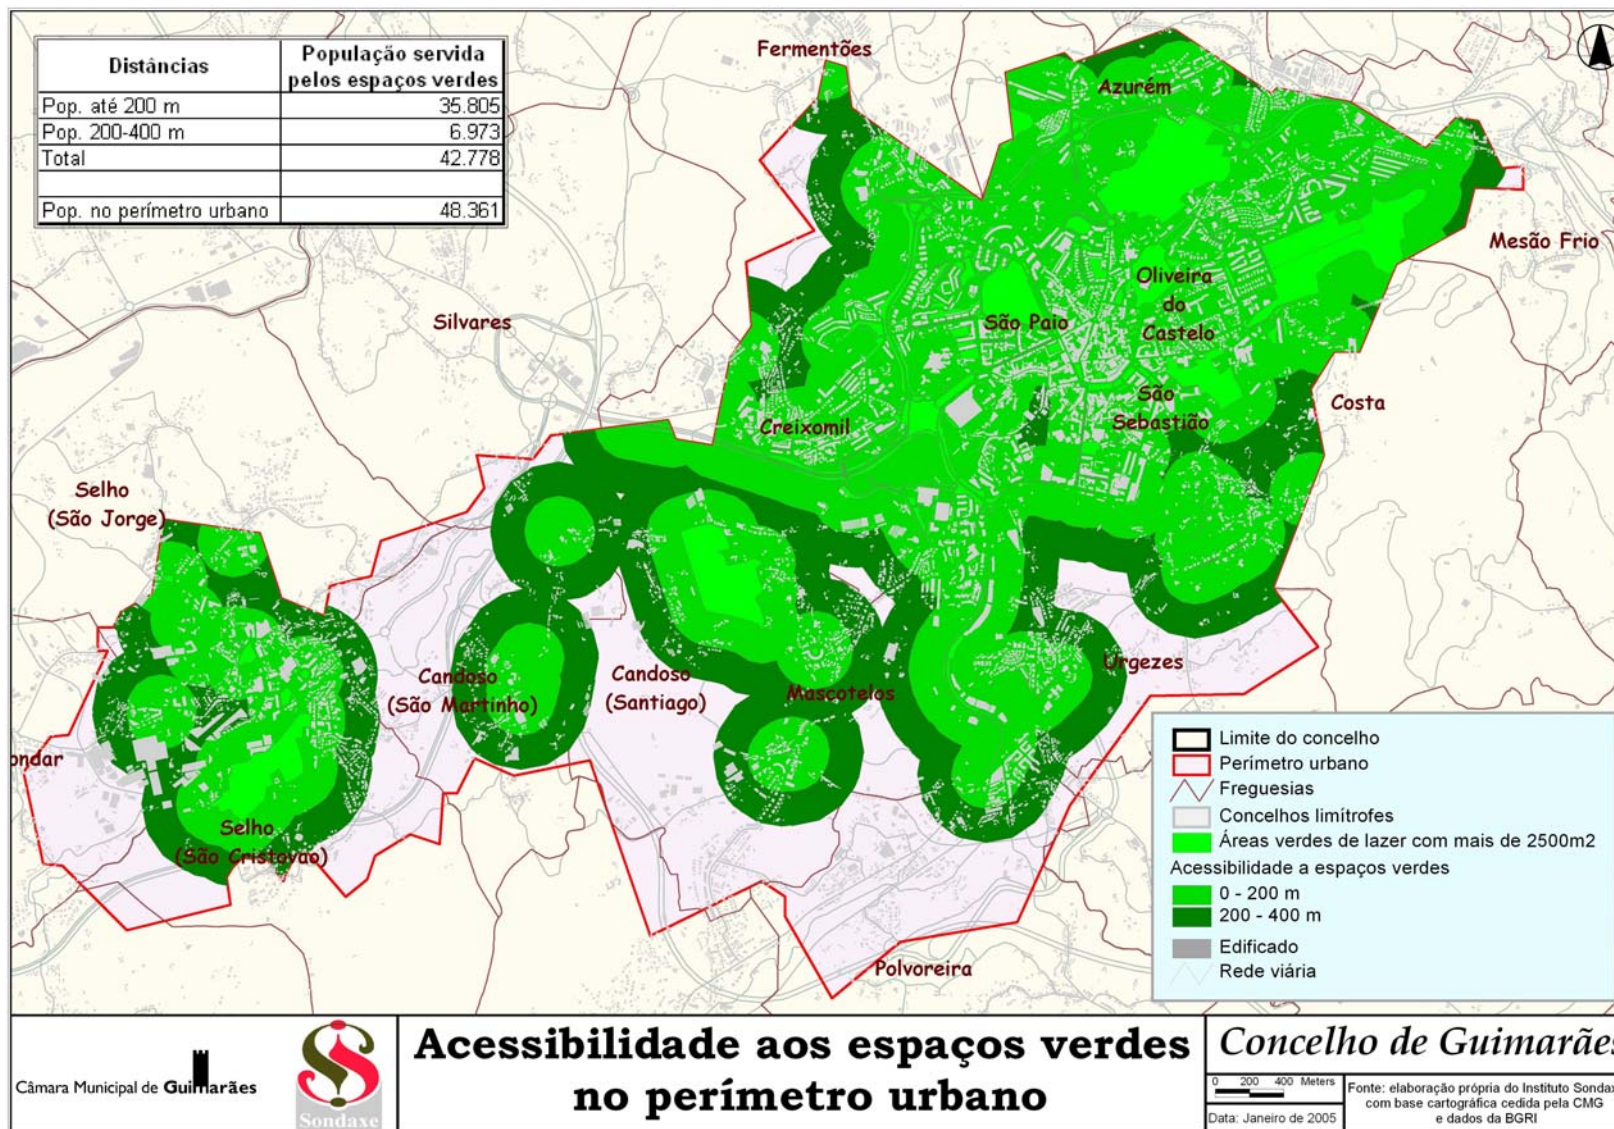 Distâncias
População servida
pelos espaços verdes
Pop. até 200 m 35.805
Pop. 200-400 m 6.973
Total 42.778
Pop. no perímetro urbano 48.361
Fermentões
Azurém
Mesão Frio
Oliveira
do
Castelo
São Paio
Silvares
São
Sebastião
Costa
Creixomil
Selho
(São Jorge)
Candoso
(São Martinho)
Candoso
(Santiago)
Mascotelos
Urgezes
ondar
Selho
(São Cristovao)
Polvoreira
Limite do concelho
Perímetro urbano
Freguesias
Concelhos limítrofes
Áreas verdes de lazer com mais de 2500m2
Acessibilidade a espaços verdes
0 - 200 m
200 - 400 m
Edificado
Rede viária
Câmara Municipal de Guimarães
Sondaxe
Acessibilidade aos espaços verdes
no perímetro urbano
Concelho de Guimarães
0 200 400 Meters
Data: Janeiro de 2005
Fonte: elaboração própria do Instituto Sondax
com base cartográfica cedida pela CMG
e dados da BGRI